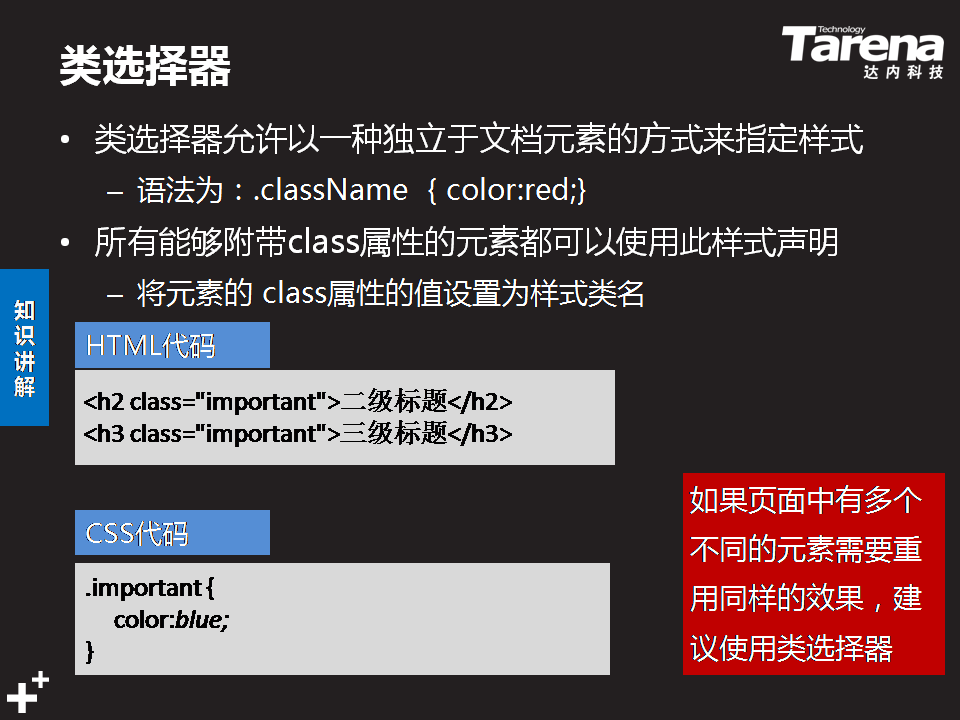 类选择器
Technology
Tarena
达内科技
• 类选择器允许以一种独立于文档元素的方式来指定样式
– 语法为：.className { color:red;}
• 所有能够附带class属性的元素都可以使用此样式声明
– 将元素的 class属性的值设置为样式类名
知识讲解
HTML代码
<h2 class="important">二级标题</h2>
<h3 class="important">三级标题</h3>
CSS代码
.important {
color:blue;
}
如果页面中有多个
不同的元素需要重
用同样的效果，建
议使用类选择器